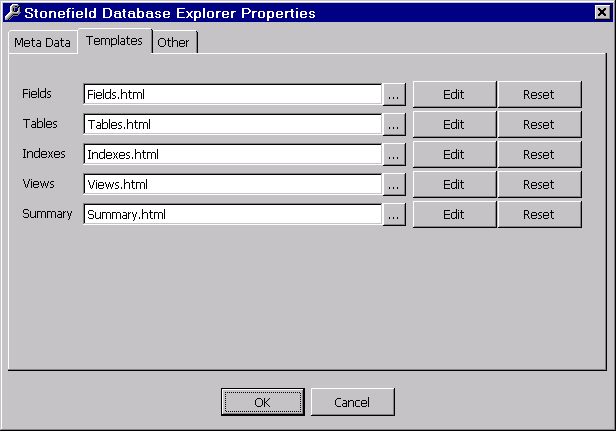 Stonefield Database Explorer Properties
Meta Data Templates Other
Fields Fields.html ... Edit Reset
Tables Tables.html ... Edit Reset
Indexes Indexes.html ... Edit Reset
Views Views.html ... Edit Reset
Summary Summary.html ... Edit Reset
OK Cancel